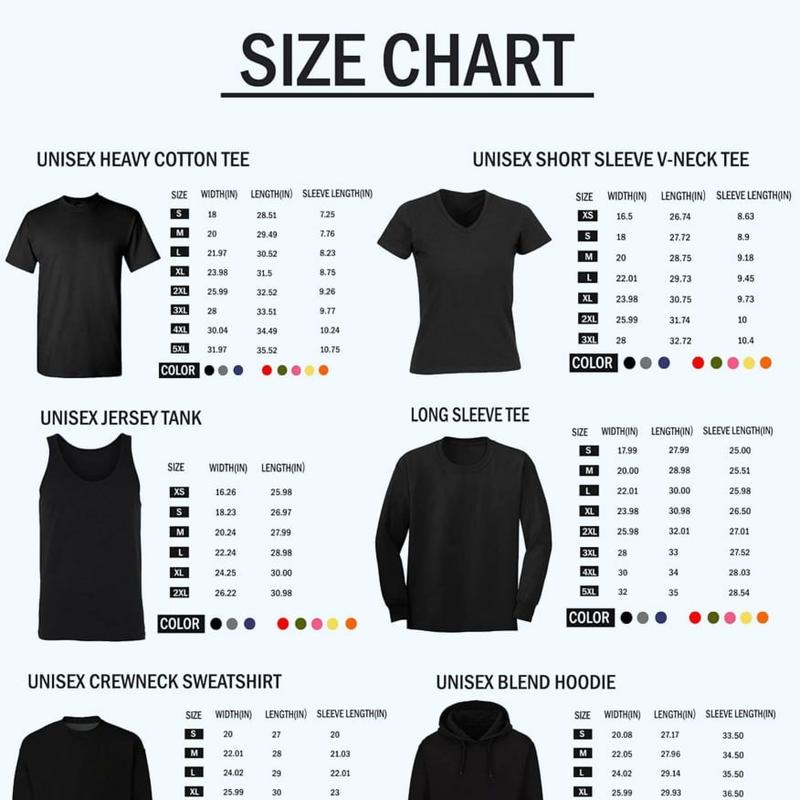 SIZE CHART
UNISEX HEAVY COTTON TEE
SIZE WIDTH(IN) LENGTH(IN) SLEEVE LENGTH(IN)
S 18 28.51 7.25
M 20 29.49 7.76
L 21.97 30.52 8.23
XL 23.98 31.5 8.75
2XL 25.99 32.52 9.26
3XL 28 33.51 9.77
4XL 30.04 34.49 10.24
5XL 31.97 35.52 10.75
COLOR
UNISEX SHORT SLEEVE V-NECK TEE
SIZE WIDTH(IN) LENGTH(IN) SLEEVE LENGTH(IN)
XS 16.5 26.74 8.63
S 18 27.72 8.9
M 20 28.75 9.18
L 22.01 29.73 9.45
XL 23.98 30.75 9.73
2XL 25.99 31.74 10
3XL 28 32.72 10.4
COLOR
UNISEX JERSEY TANK
SIZE WIDTH(IN) LENGTH(IN)
XS 16.26 25.98
S 18.23 26.97
M 20.24 27.99
L 22.24 28.98
XL 24.25 30.00
2XL 26.22 30.98
COLOR
LONG SLEEVE TEE
SIZE WIDTH(IN) LENGTH(IN) SLEEVE LENGTH(IN)
S 17.99 27.99 25.00
M 20.00 28.98 25.51
L 22.01 30.00 25.98
XL 23.98 30.98 26.50
2XL 25.98 32.01 27.01
3XL 28 33 27.52
4XL 30 34 28.03
5XL 32 35 28.54
COLOR
UNISEX CREWNECK SWEATSHIRT
SIZE WIDTH(IN) LENGTH(IN) SLEEVE LENGTH(IN)
S 20 27 20
M 22.01 28 21.03
L 24.02 29 22.01
XL 25.99 30 23
UNISEX BLEND HOODIE
SIZE WIDTH(IN) LENGTH(IN) SLEEVE LENGTH(IN)
S 20.08 27.17 33.50
M 22.05 27.96 34.50
L 24.02 29.14 35.50
XL 25.99 29.93 36.50